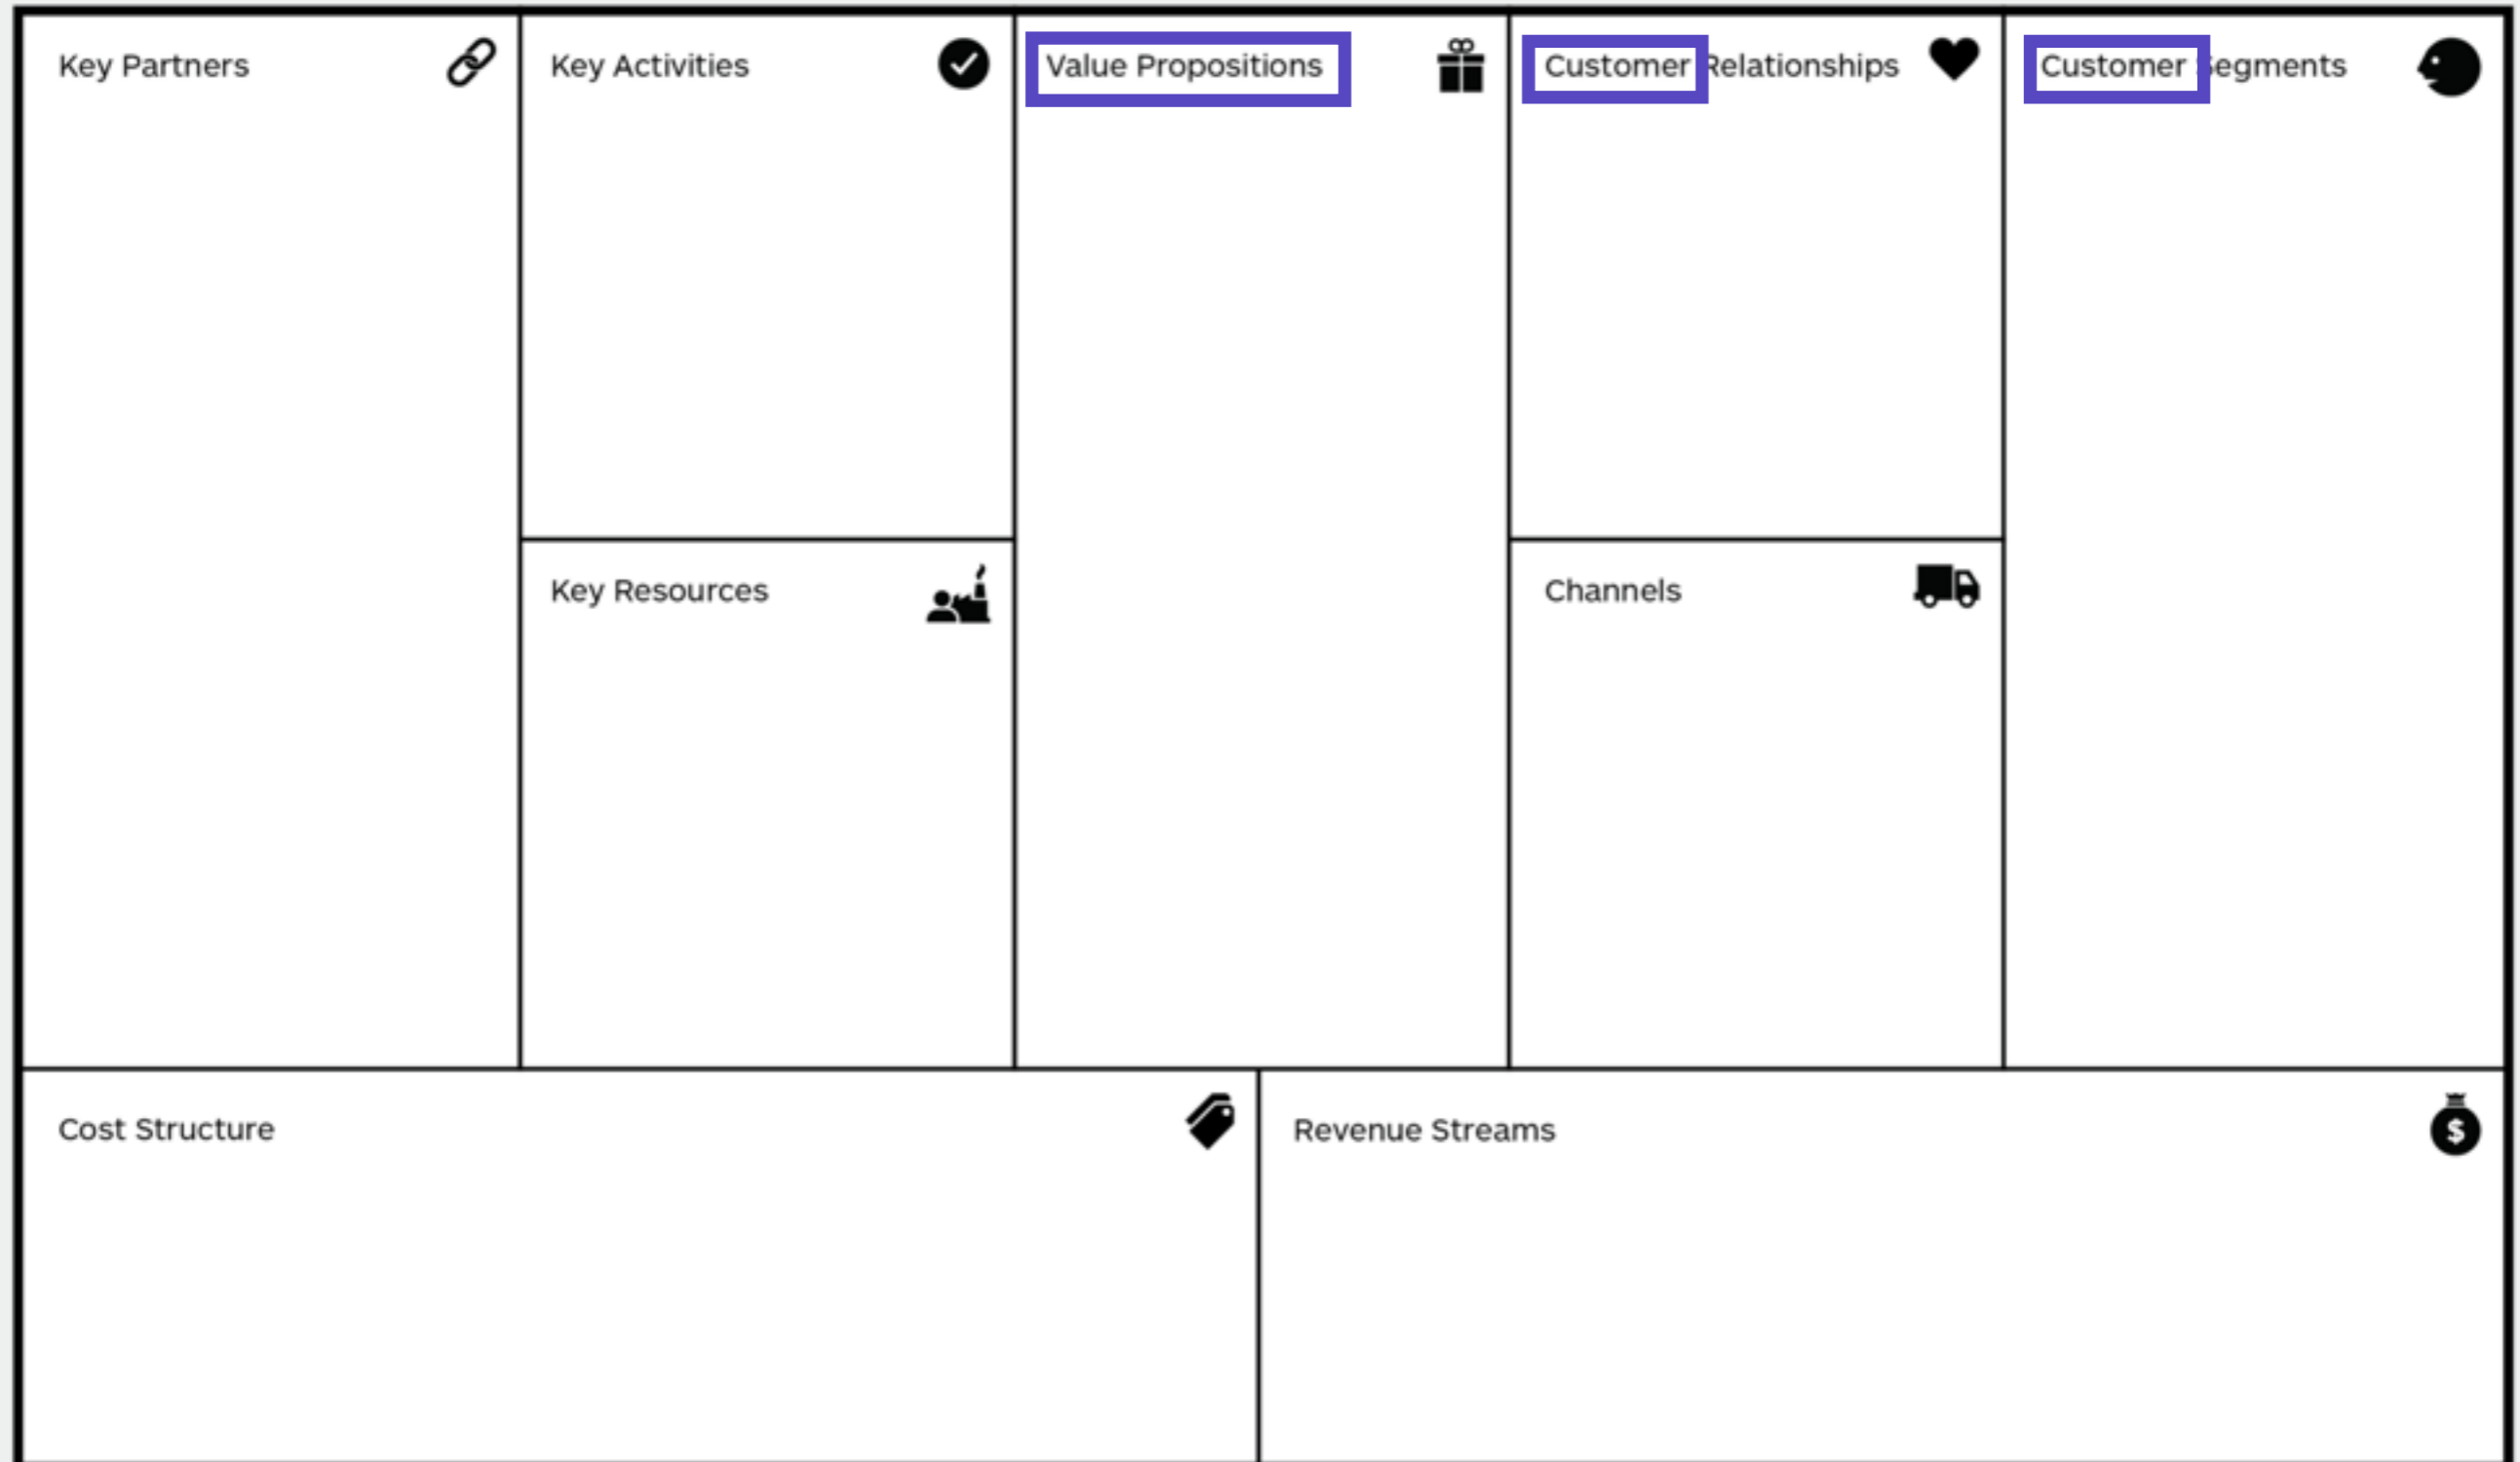 Key Partners
Key Activities
Value Propositions
Customer Relationships
Customer Segments
Key Resources
Channels
Cost Structure
Revenue Streams
$